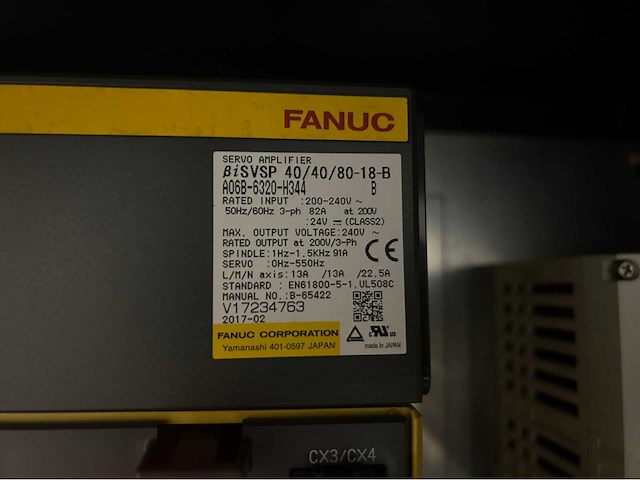 FANUC
SERVO AMPLIFIER
βiSVSP 40/40/80-18-B
A06B-6320-H344 B
RATED INPUT :200-240V ~
50Hz/60Hz 3-ph 82A at 200V
:24V ⎓ (CLASS2)
MAX. OUTPUT VOLTAGE:240V ~
RATED OUTPUT at 200V/3-Ph
SPINDLE:1Hz-1.5KHz 91A
SERVO :0Hz-550Hz
CE
L/M/N axis:13A /13A /22.5A
STANDARD : EN61800-5-1,UL508C
MANUAL NO.:B-65422
V17234763
2017-02
FANUC CORPORATION
Yamanashi 401-0597 JAPAN
c UL us
made in JAPAN
CX3/CX4